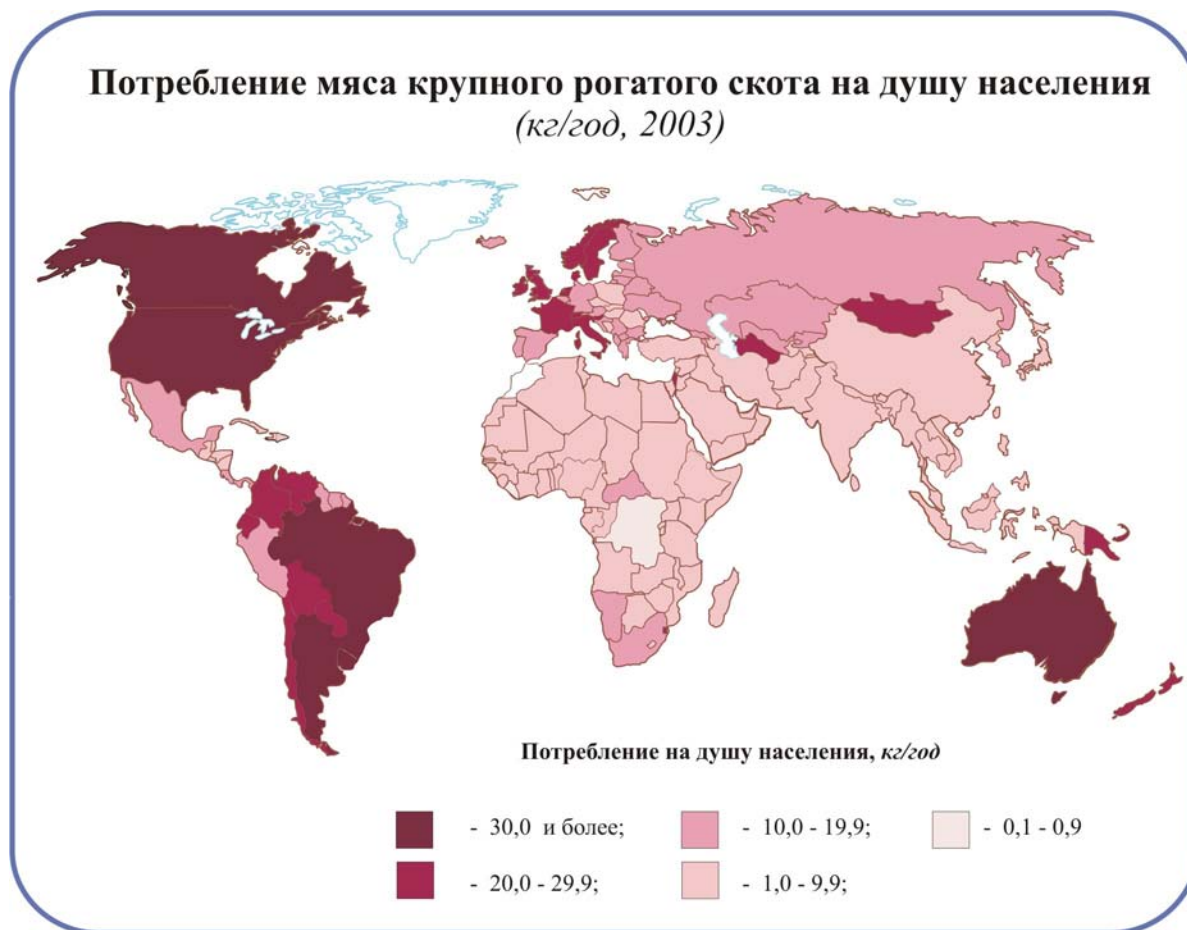 Потребление мяса крупного рогатого скота на душу населения
(кг/год, 2003)
Потребление на душу населения, кг/год
- 30,0 и более;
- 10,0 - 19,9;
- 0,1 - 0,9
- 20,0 - 29,9;
- 1,0 - 9,9;